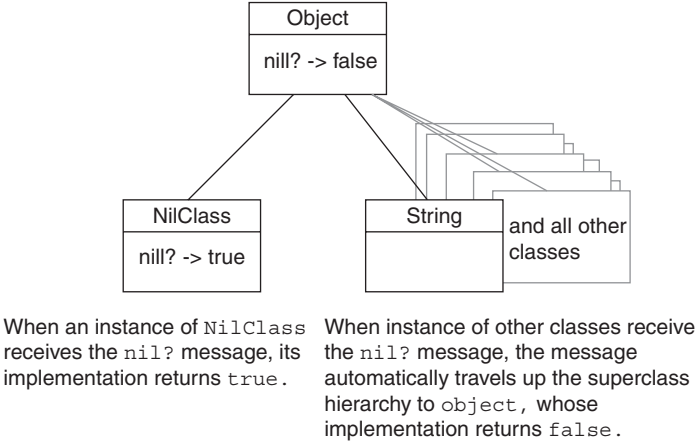 Object
nill? -> false
NilClass
nill? -> true
String
and all other
classes
When an instance of NilClass
receives the nil? message, its
implementation returns true.
When instance of other classes receive
the nil? message, the message
automatically travels up the superclass
hierarchy to object, whose
implementation returns false.